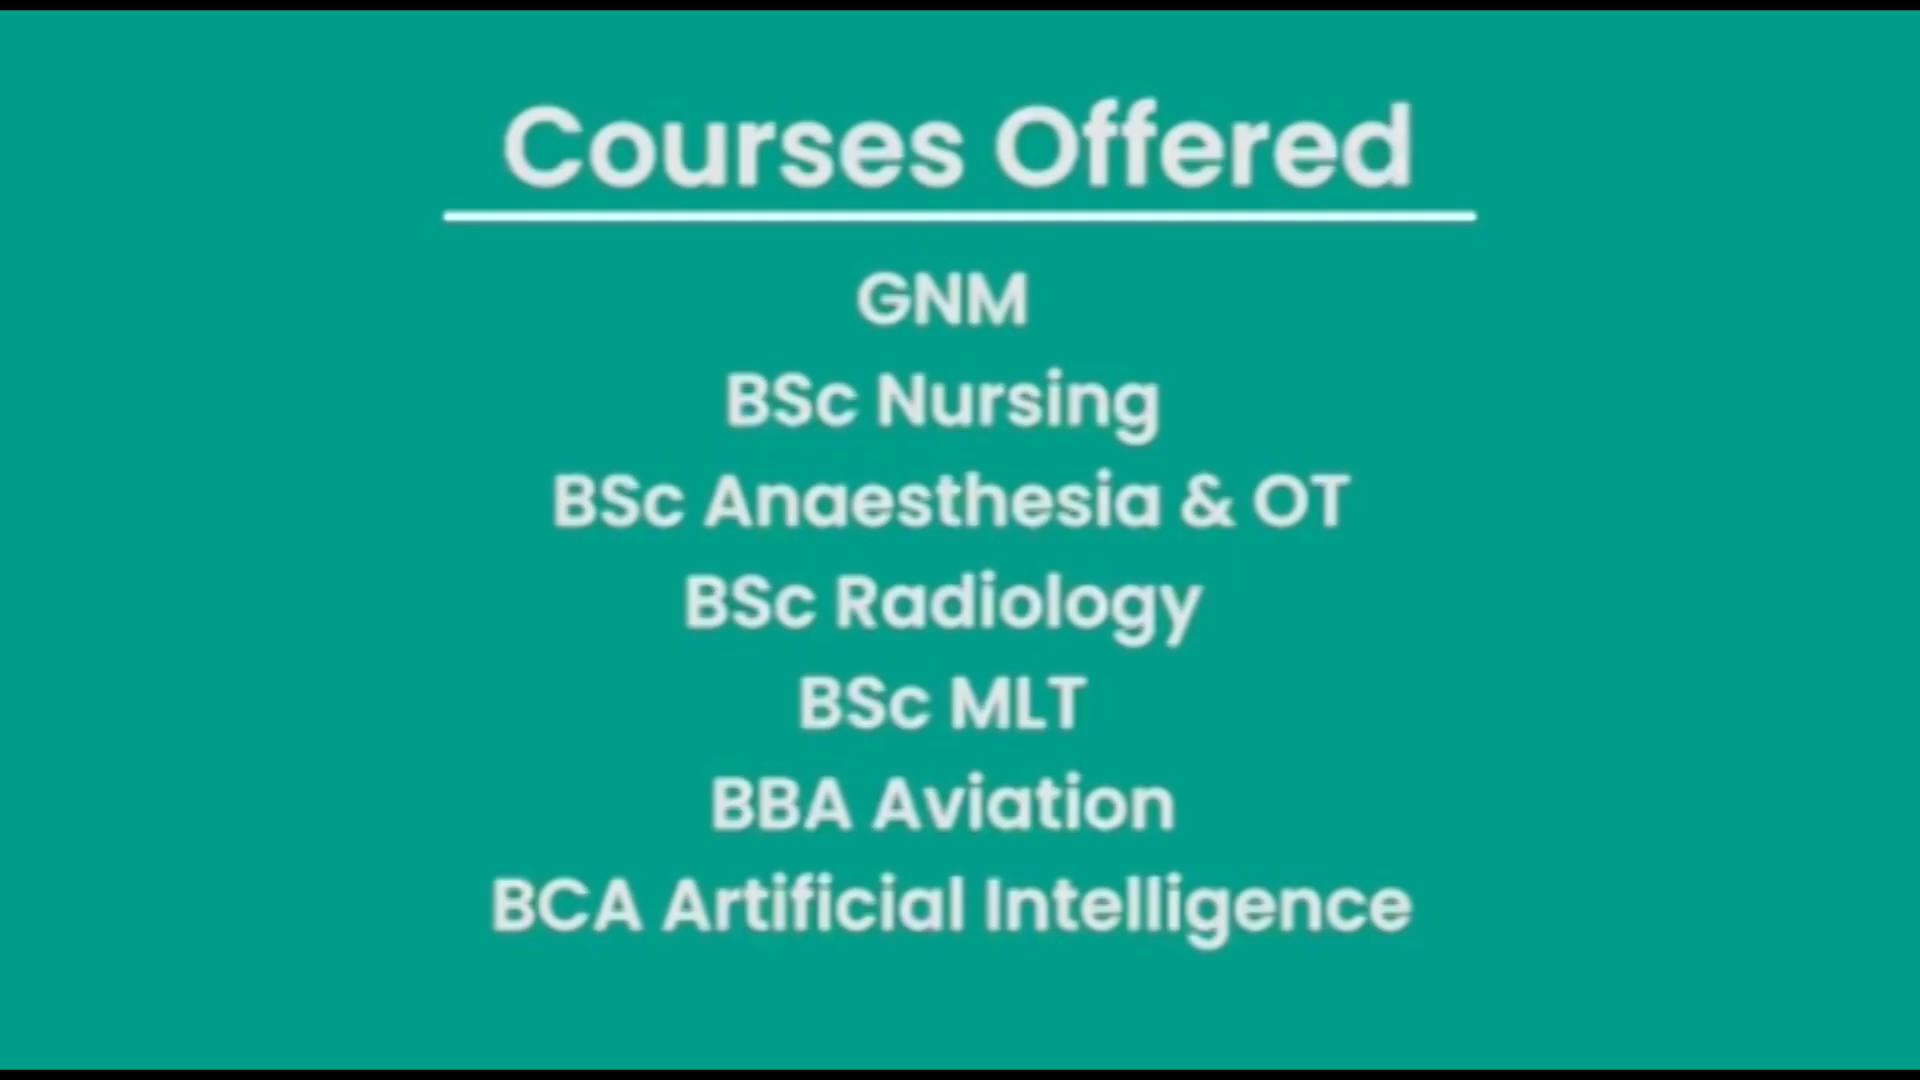 Courses Offered
GNM
BSc Nursing
BSc Anaesthesia & OT
BSc Radiology
BSc MLT
BBA Aviation
BCA Artificial Intelligence